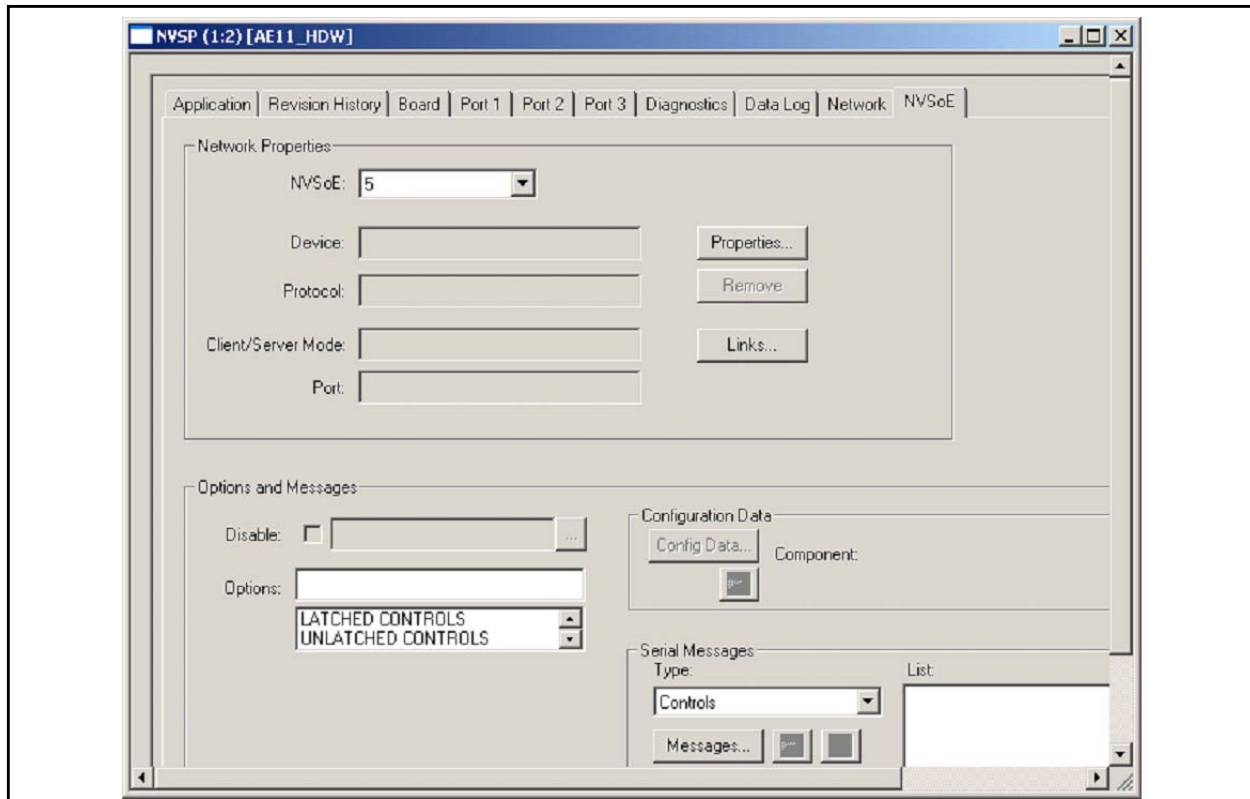 NVSP (1:2) [AE11_HDW]
Application Revision History Board Port 1 Port 2 Port 3 Diagnostics Data Log Network NVSoE
Network Properties
NVSoE: 5
Device: Properties...
Protocol: Remove
Client/Server Mode: Links...
Port:
Options and Messages
Disable: ...
Options:
LATCHED CONTROLS
UNLATCHED CONTROLS
Configuration Data
Config Data... Component:
Serial Messages
Type: List:
Controls
Messages...